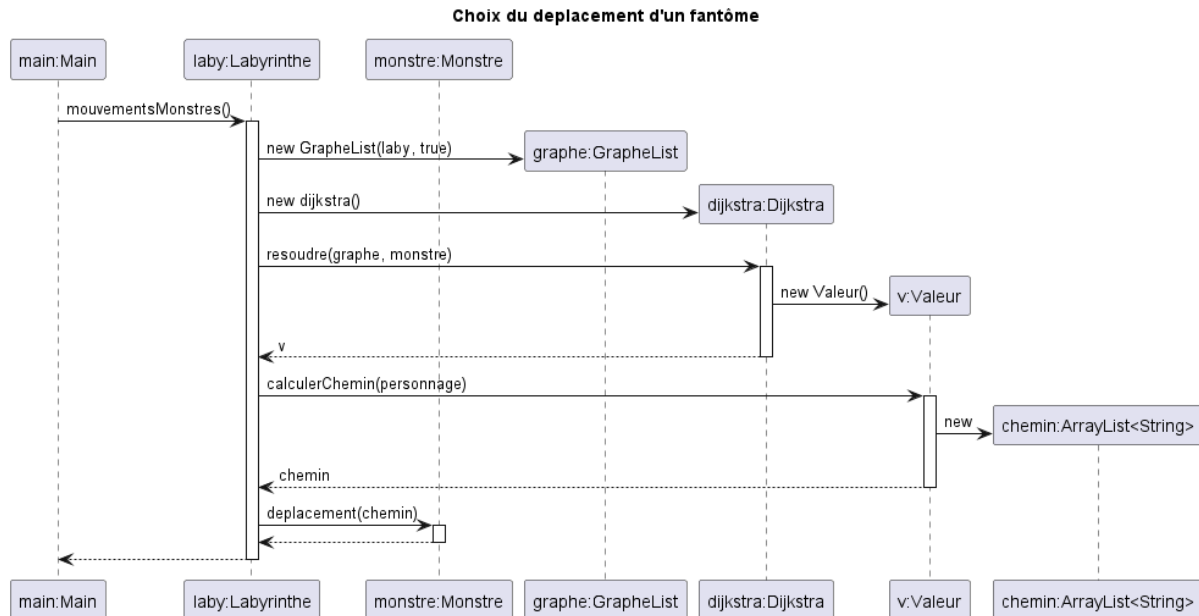 Choix du deplacement d'un fantôme
main:Main
laby:Labyrinthe
monstre:Monstre
mouvementsMonstres()
new GrapheList(laby, true)
graphe:GrapheList
new dijkstra()
dijkstra:Dijkstra
resoudre(graphe, monstre)
new Valeur()
v:Valeur
v
calculerChemin(personnage)
new
chemin:ArrayList<String>
chemin
deplacement(chemin)
main:Main
laby:Labyrinthe
monstre:Monstre
graphe:GrapheList
dijkstra:Dijkstra
v:Valeur
chemin:ArrayList<String>